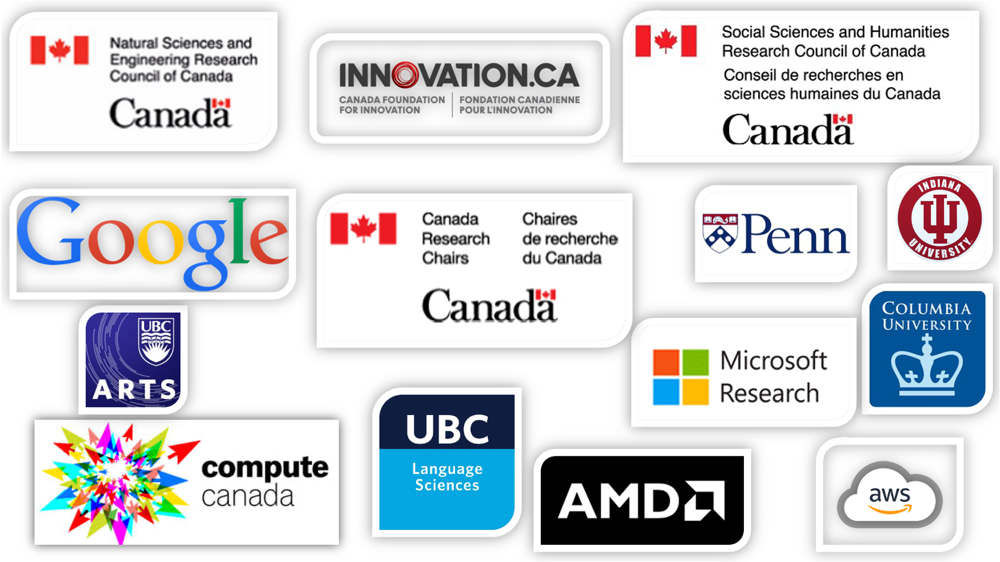 Natural Sciences and
Engineering Research
Council of Canada
Canada
INNOVATION.CA
CANADA FOUNDATION
FOR INNOVATION
FONDATION CANADIENNE
POUR L'INNOVATION
Social Sciences and Humanities
Research Council of Canada
Conseil de recherches en
sciences humaines du Canada
Canada
Google
Canada
Research
Chairs
Chaires
de recherche
du Canada
Canada
Penn
INDIANA
UNIVERSITY
UBC
ARTS
Microsoft
Research
COLUMBIA
UNIVERSITY
compute
canada
UBC
Language
Sciences
AMD
aws